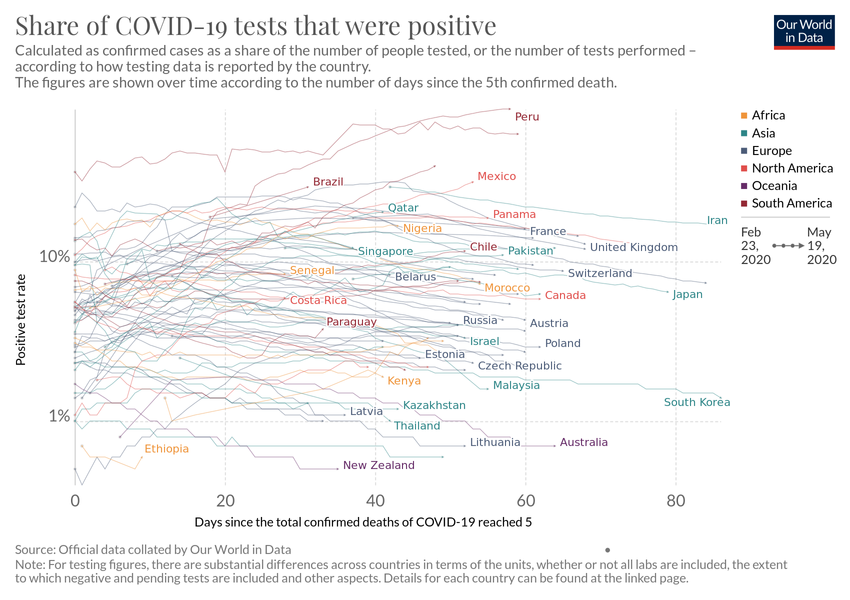 Share of COVID-19 tests that were positive
Our World
in Data
Calculated as confirmed cases as a share of the number of people tested, or the number of tests performed –
according to how testing data is reported by the country.
The figures are shown over time according to the number of days since the 5th confirmed death.
Peru
Africa
Asia
Europe
North America
Oceania
South America
Brazil
Mexico
Qatar
Panama
Iran
Nigeria
France
Feb
23,
2020
May
19,
2020
Singapore
Chile
Pakistan
United Kingdom
10%
Senegal
Belarus
Switzerland
Morocco
Costa Rica
Canada
Japan
Positive test rate
Paraguay
Russia
Austria
Israel
Poland
Estonia
Czech Republic
Kenya
Malaysia
South Korea
1%
Latvia
Kazakhstan
Thailand
Ethiopia
Lithuania
Australia
New Zealand
0
20
40
60
80
Days since the total confirmed deaths of COVID-19 reached 5
Source: Official data collated by Our World in Data
Note: For testing figures, there are substantial differences across countries in terms of the units, whether or not all labs are included, the extent
to which negative and pending tests are included and other aspects. Details for each country can be found at the linked page.